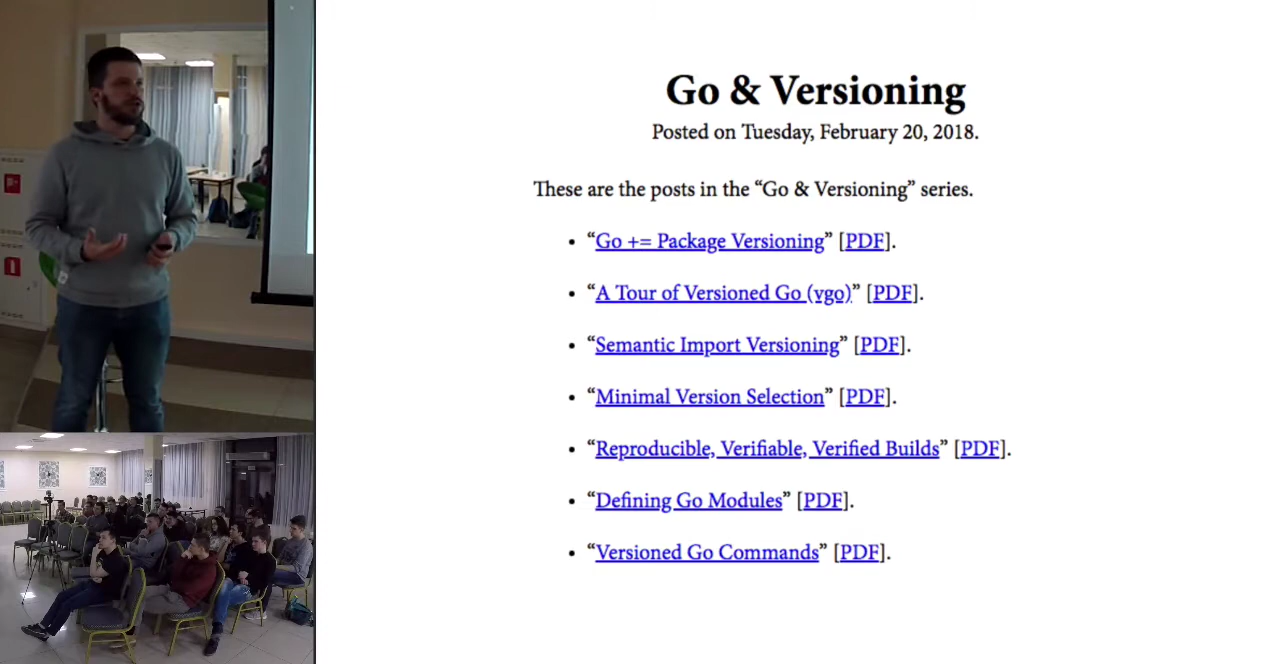 Go & Versioning
Posted on Tuesday, February 20, 2018.
These are the posts in the “Go & Versioning” series.
• “Go += Package Versioning” [PDF].
• “A Tour of Versioned Go (vgo)” [PDF].
• “Semantic Import Versioning” [PDF].
• “Minimal Version Selection” [PDF].
• “Reproducible, Verifiable, Verified Builds” [PDF].
• “Defining Go Modules” [PDF].
• “Versioned Go Commands” [PDF].